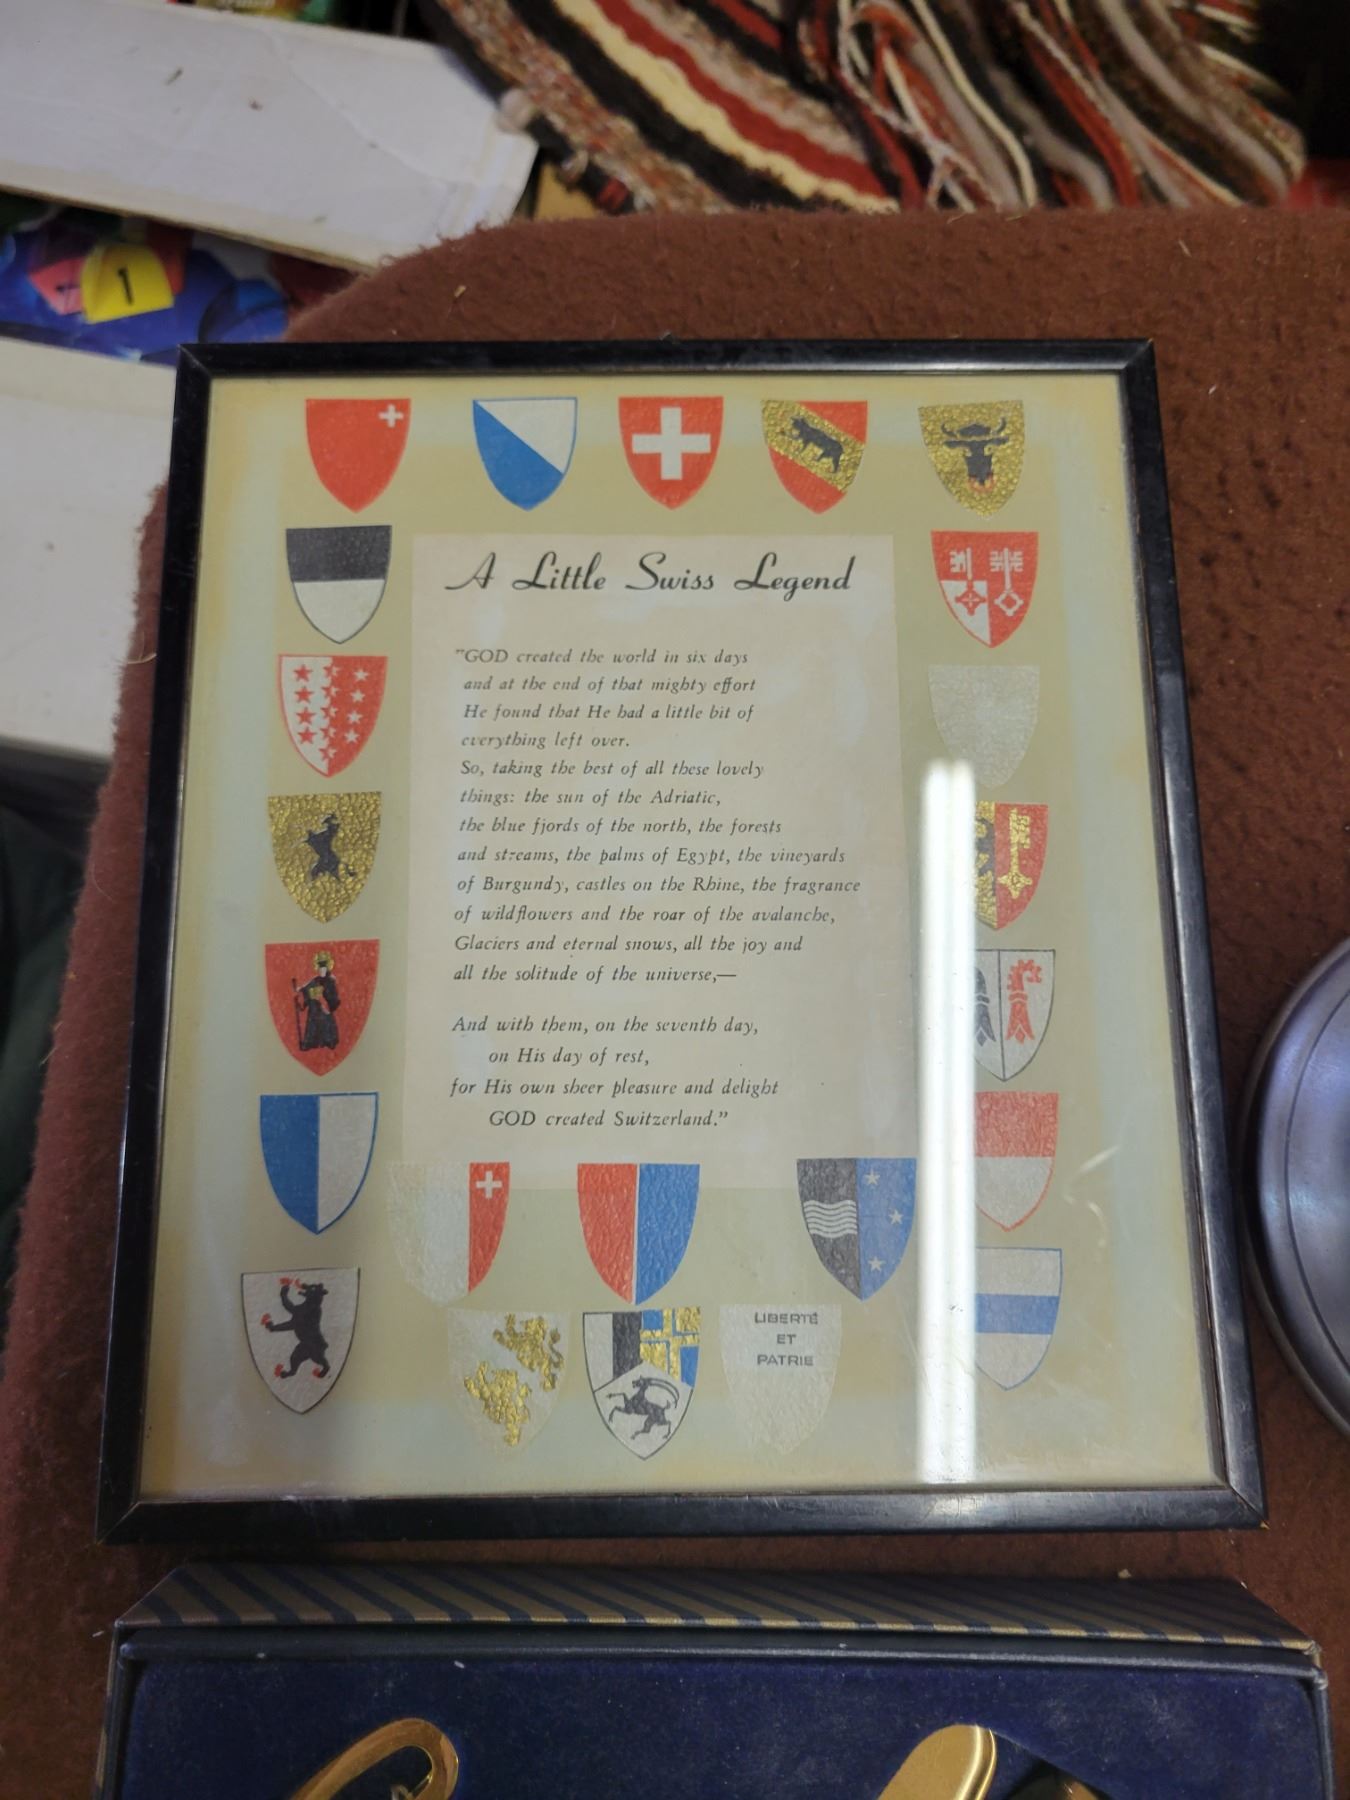 1
A Little Swiss Legend
"GOD created the world in six days
and at the end of that mighty effort
He found that He had a little bit of
everything left over.
So, taking the best of all these lovely
things: the sun of the Adriatic,
the blue fjords of the north, the forests
and streams, the palms of Egypt, the vineyards
of Burgundy, castles on the Rhine, the fragrance
of wildflowers and the roar of the avalanche,
Glaciers and eternal snows, all the joy and
all the solitude of the universe,—
And with them, on the seventh day,
on His day of rest,
for His own sheer pleasure and delight
GOD created Switzerland."
LIBERTÉ
ET
PATRIE